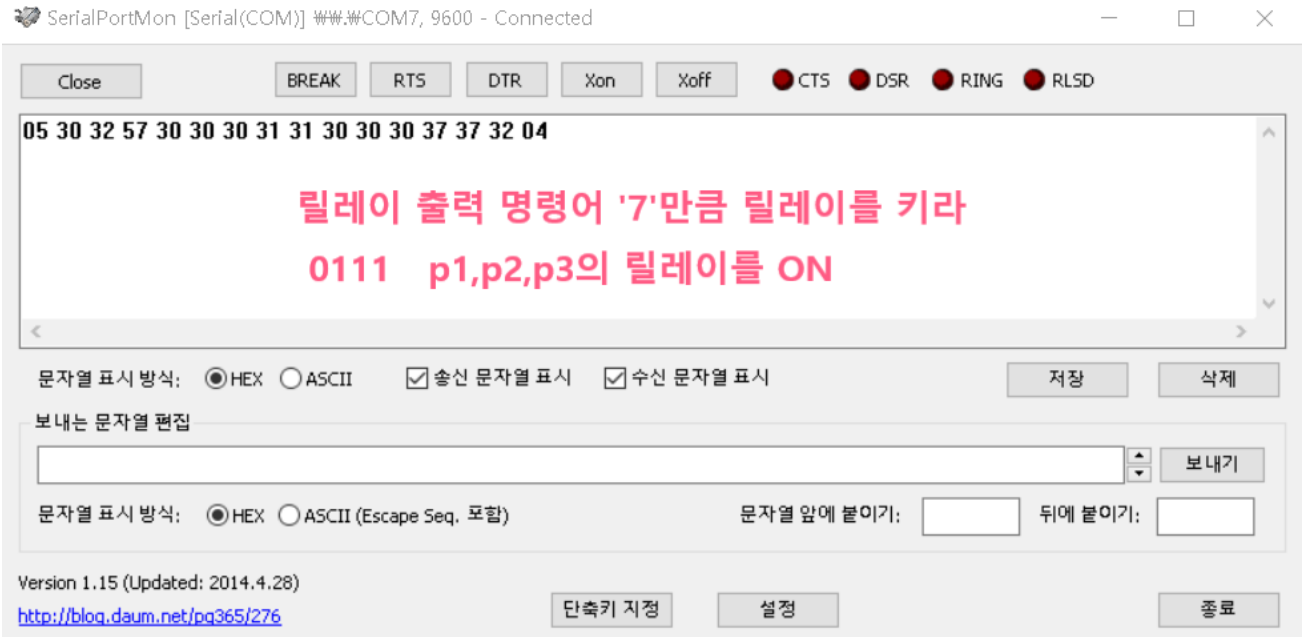 SerialPortMon [Serial(COM)] ₩₩.₩COM7, 9600 - Connected
Close BREAK RTS DTR Xon Xoff CTS DSR RING RLSD
05 30 32 57 30 30 30 31 31 30 30 30 37 37 32 04
릴레이 출력 명령어 '7'만큼 릴레이를 키라
0111 p1,p2,p3의 릴레이를 ON
문자열 표시 방식: HEX ASCII 송신 문자열 표시 수신 문자열 표시 저장 삭제
보내는 문자열 편집
보내기
문자열 표시 방식: HEX ASCII (Escape Seq. 포함) 문자열 앞에 붙이기: 뒤에 붙이기:
Version 1.15 (Updated: 2014.4.28)
http://blog.daum.net/pg365/276 단축키 지정 설정 종료